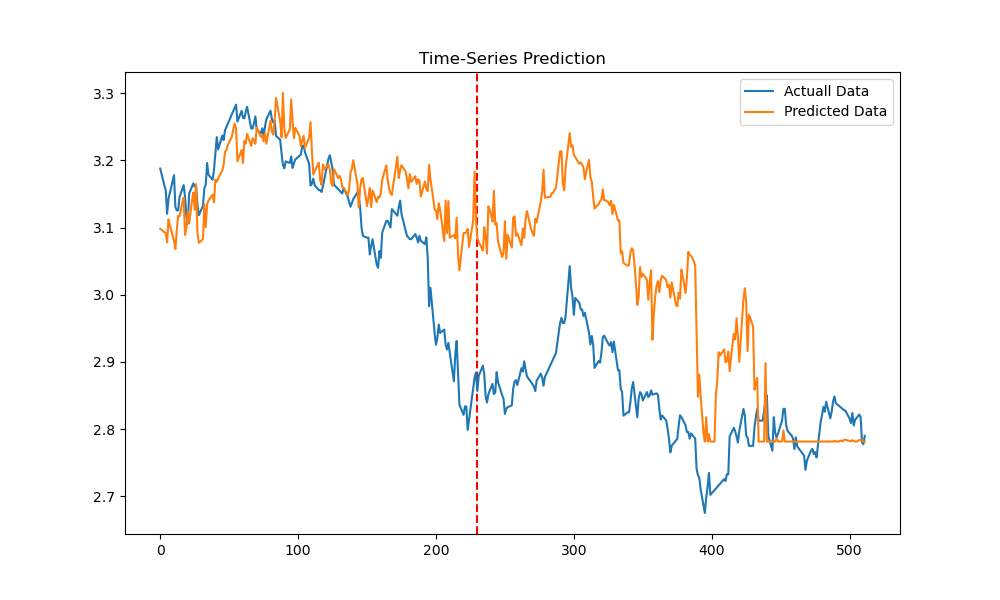 Time-Series Prediction
Actuall Data
Predicted Data
3.3
3.2
3.1
3.0
2.9
2.8
2.7
0 100 200 300 400 500